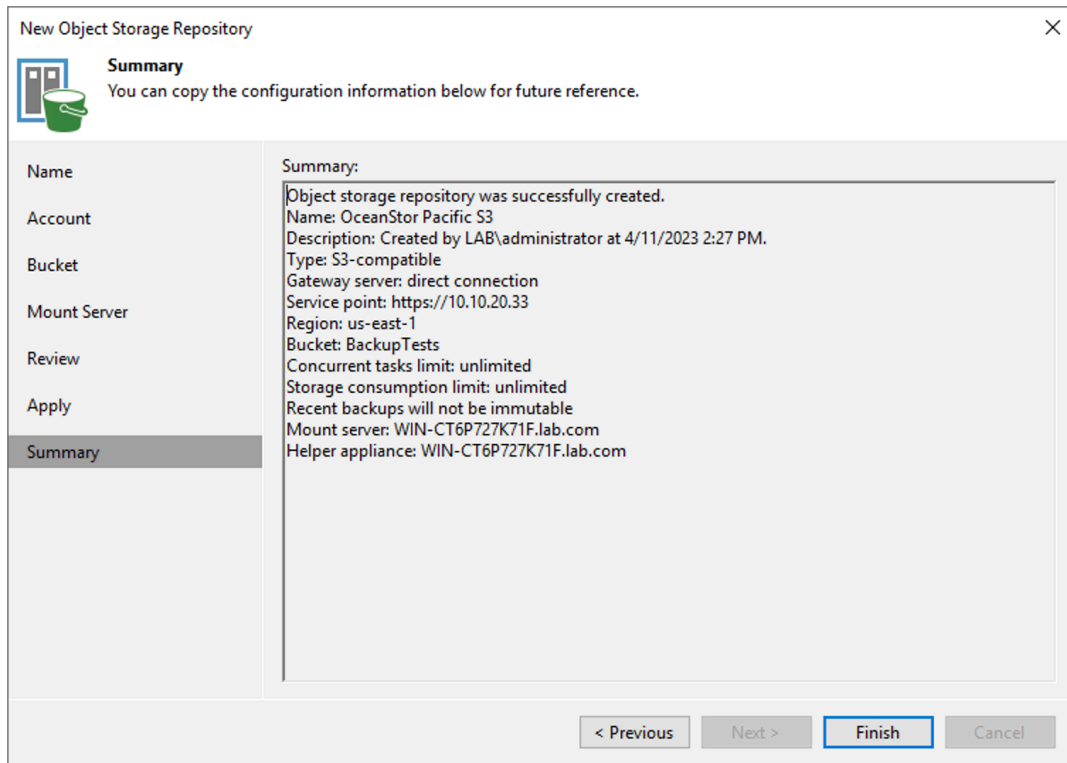 New Object Storage Repository
Summary
You can copy the configuration information below for future reference.
Name
Account
Bucket
Mount Server
Review
Apply
Summary
Summary:
Object storage repository was successfully created.
Name: OceanStor Pacific S3
Description: Created by LAB\administrator at 4/11/2023 2:27 PM.
Type: S3-compatible
Gateway server: direct connection
Service point: https://10.10.20.33
Region: us-east-1
Bucket: BackupTests
Concurrent tasks limit: unlimited
Storage consumption limit: unlimited
Recent backups will not be immutable
Mount server: WIN-CT6P727K71F.lab.com
Helper appliance: WIN-CT6P727K71F.lab.com
< Previous
Next >
Finish
Cancel